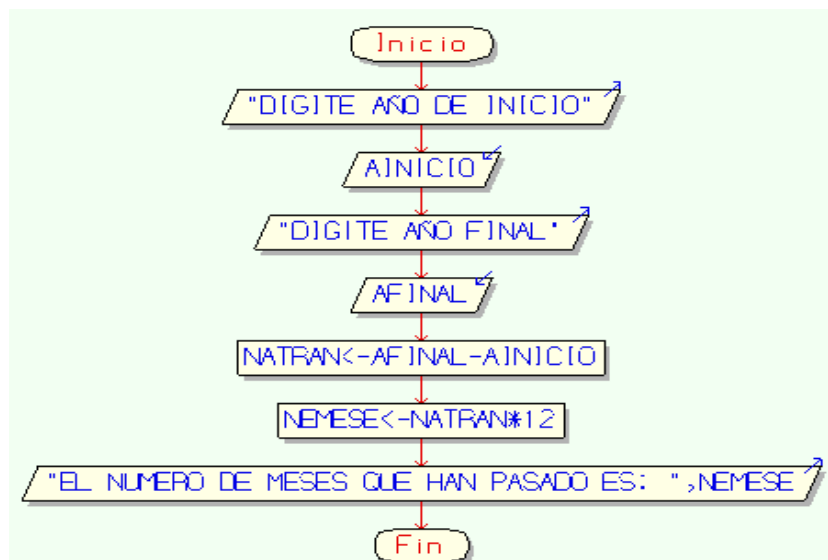 Inicio
"DIGITE AÑO DE INICIO"
AINICIO
"DIGITE AÑO FINAL"
AFINAL
NATRAN<-AFINAL-AINICIO
NEMESE<-NATRAN*12
"EL NUMERO DE MESES QUE HAN PASADO ES: ",NEMESE
Fin